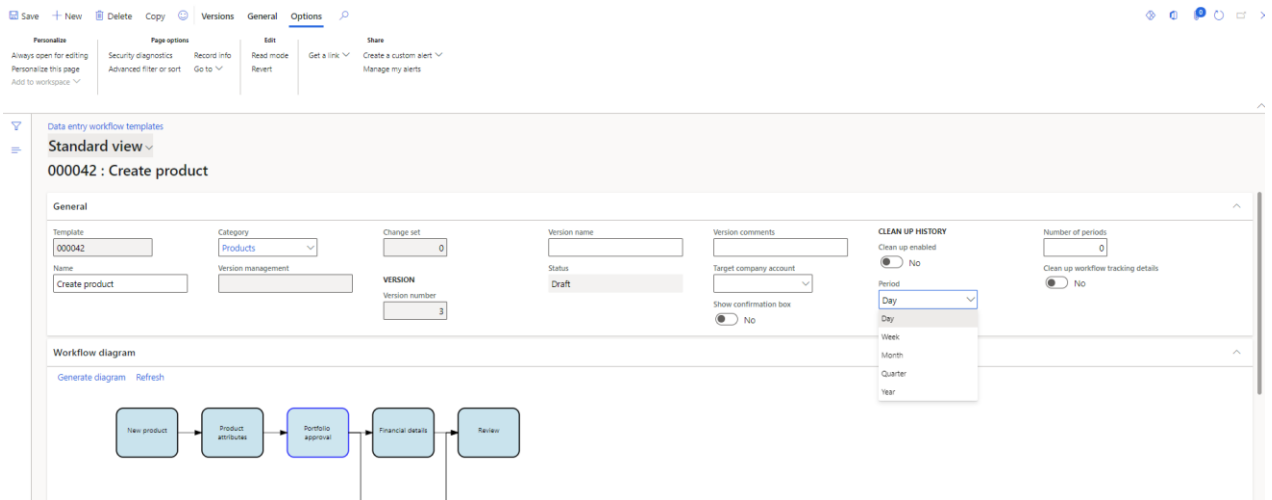 Save New Delete Copy Versions General Options 0
Personalize Page options Edit Share
Always open for editing Security diagnostics Record info Read mode Get a link Create a custom alert
Personalize this page Advanced filter or sort Go to Revert Manage my alerts
Add to workspace
Data entry workflow templates
Standard view
000042 : Create product
General
Template Category Change set Version name Version comments CLEAN UP HISTORY Number of periods
000042 Products 0 Clean up enabled 0
No
Name Version management VERSION Status Target company account Clean up workflow tracking details
Create product Draft Period No
Version number Day
3 Show confirmation box
No
Day
Week
Month
Quarter
Year
Workflow diagram
Generate diagram Refresh
New product Product attributes Portfolio approval Financial details Review